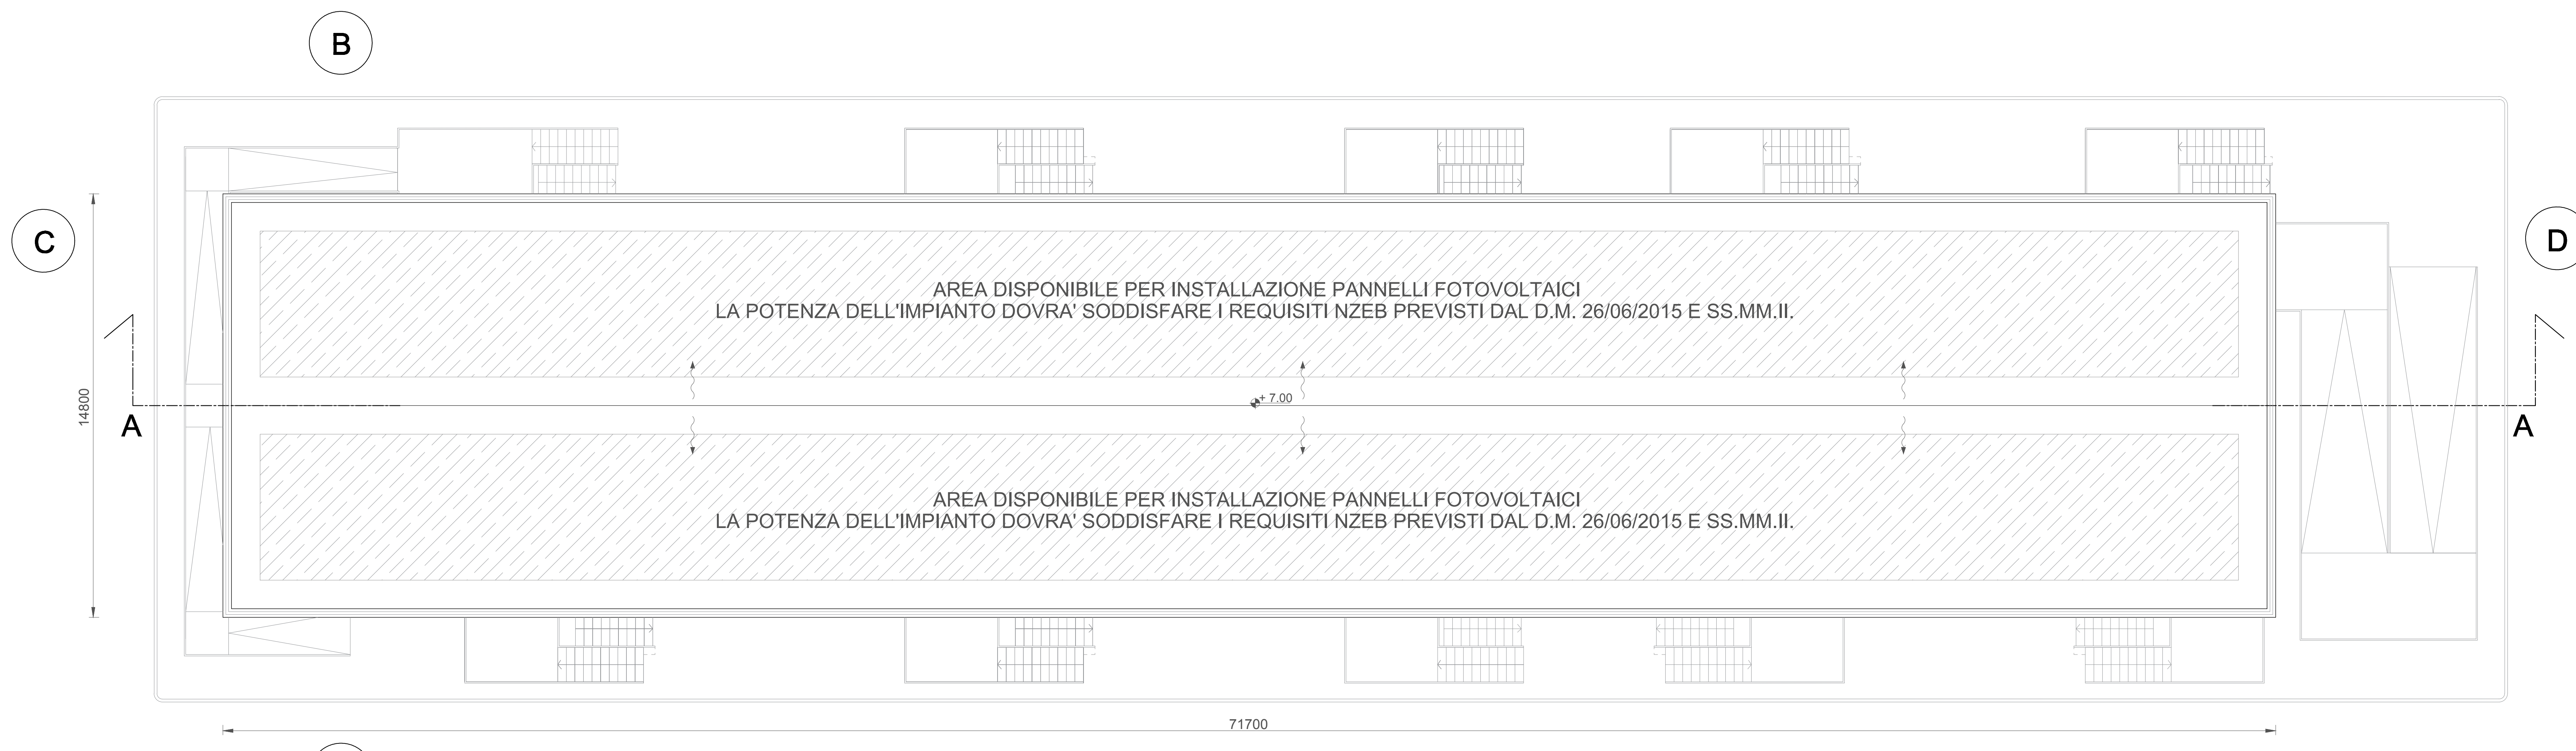 B
C
D
AREA DISPONIBILE PER INSTALLAZIONE PANNELLI FOTOVOLTAICI
LA POTENZA DELL'IMPIANTO DOVRA' SODDISFARE I REQUISITI NZEB PREVISTI DAL D.M. 26/06/2015 E SS.MM.II.
+ 7.00
14800
A
A
AREA DISPONIBILE PER INSTALLAZIONE PANNELLI FOTOVOLTAICI
LA POTENZA DELL'IMPIANTO DOVRA' SODDISFARE I REQUISITI NZEB PREVISTI DAL D.M. 26/06/2015 E SS.MM.II.
71700